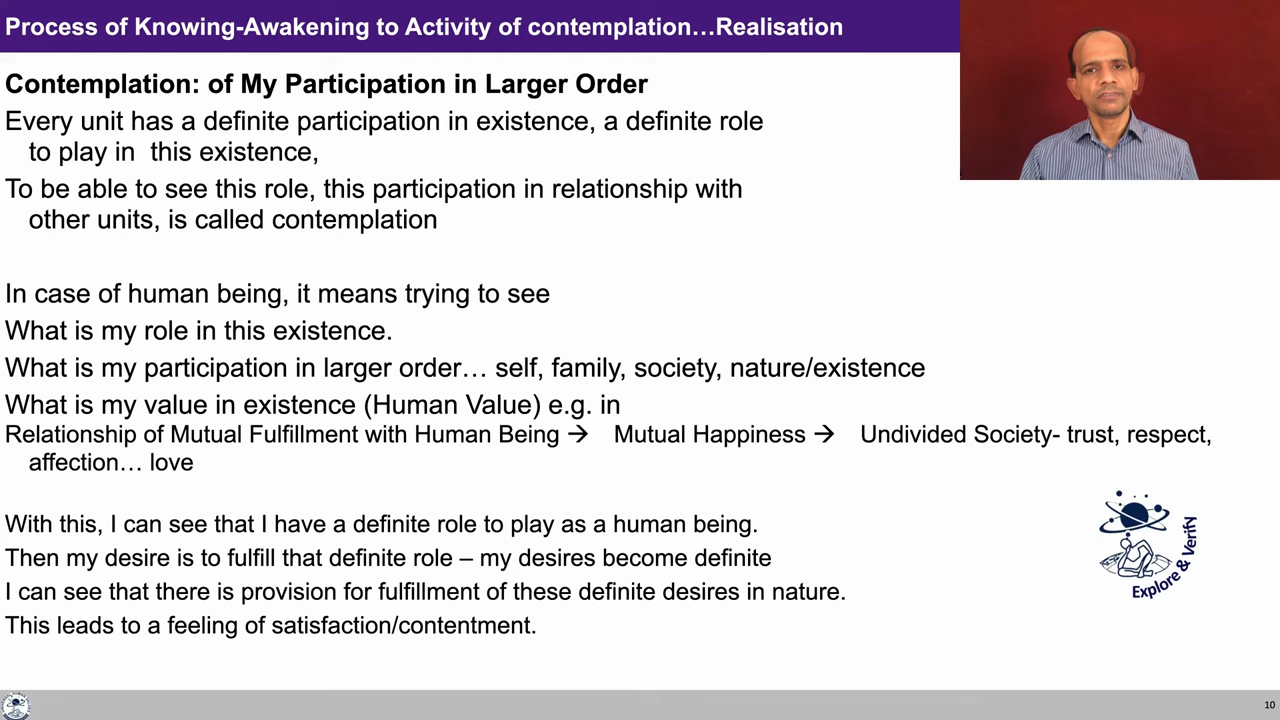 Process of Knowing-Awakening to Activity of contemplation…Realisation
Contemplation: of My Participation in Larger Order
Every unit has a definite participation in existence, a definite role
to play in this existence,
To be able to see this role, this participation in relationship with
other units, is called contemplation
In case of human being, it means trying to see
What is my role in this existence.
What is my participation in larger order… self, family, society, nature/existence
What is my value in existence (Human Value) e.g. in
Relationship of Mutual Fulfillment with Human Being → Mutual Happiness → Undivided Society- trust, respect,
affection… love
With this, I can see that I have a definite role to play as a human being.
Then my desire is to fulfill that definite role – my desires become definite
I can see that there is provision for fulfillment of these definite desires in nature.
This leads to a feeling of satisfaction/contentment.
Explore & Verify
10